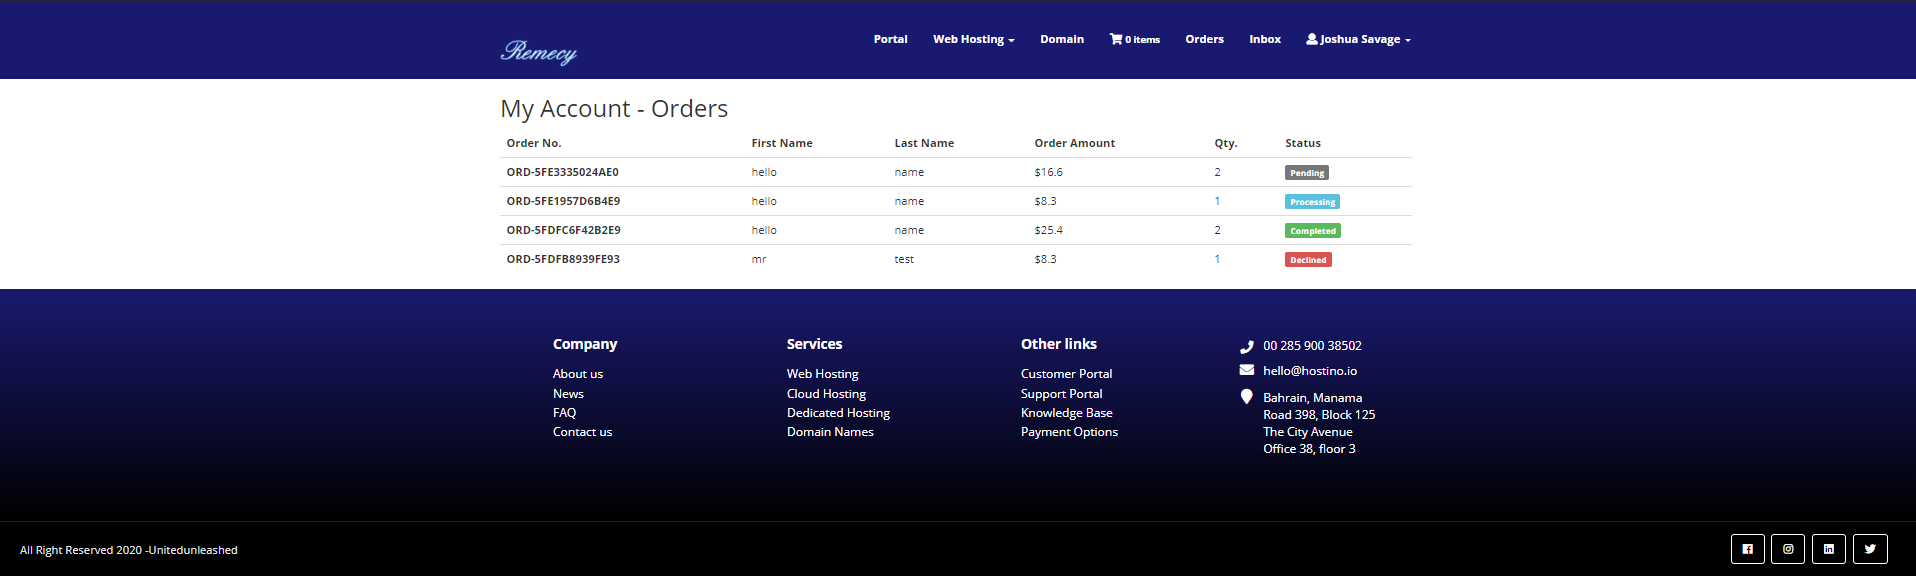 Remecy
Portal Web Hosting Domain 0 items Orders Inbox Joshua Savage
My Account - Orders
Order No. First Name Last Name Order Amount Qty. Status
ORD-5FE3335024AE0 hello name $16.6 2 Pending
ORD-5FE1957D6B4E9 hello name $8.3 1 Processing
ORD-5FDFC6F42B2E9 hello name $25.4 2 Completed
ORD-5FDFB8939FE93 mr test $8.3 1 Declined
Company
About us
News
FAQ
Contact us
Services
Web Hosting
Cloud Hosting
Dedicated Hosting
Domain Names
Other links
Customer Portal
Support Portal
Knowledge Base
Payment Options
00 285 900 38502
hello@hostino.io
Bahrain, Manama
Road 398, Block 125
The City Avenue
Office 38, floor 3
All Right Reserved 2020 -Unitedunleashed